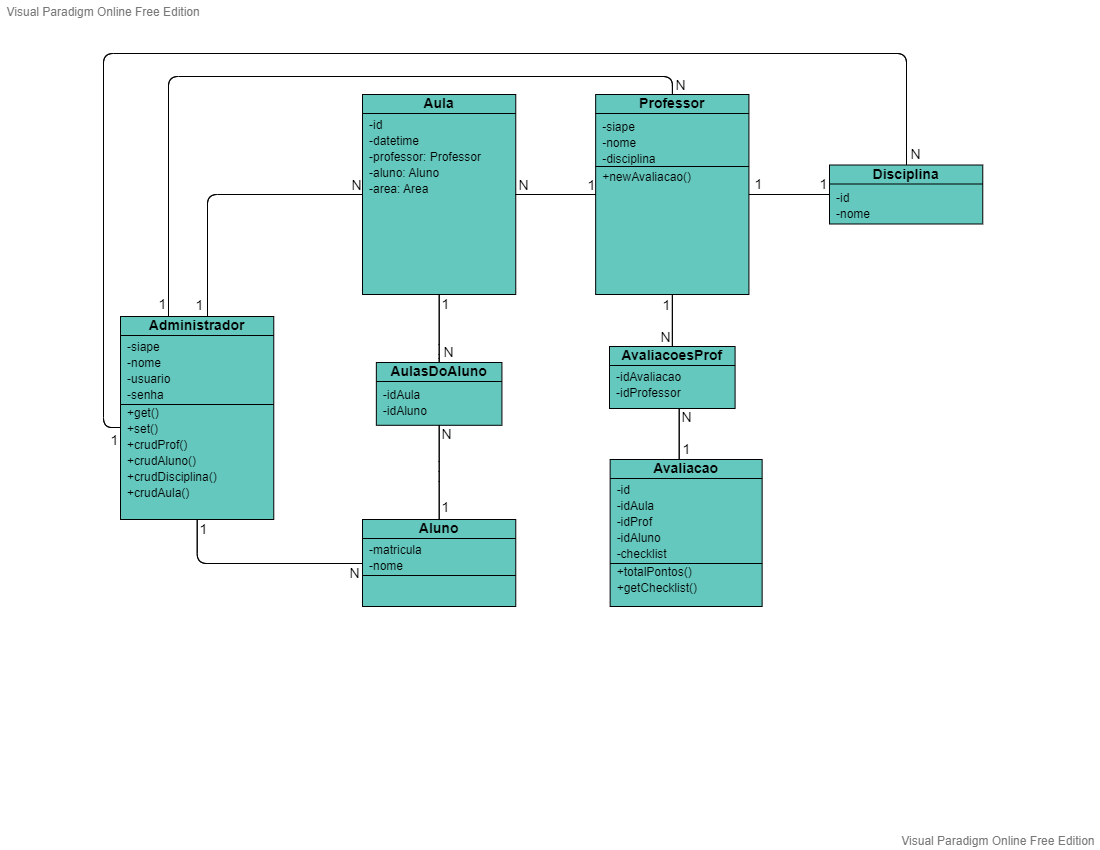 Visual Paradigm Online Free Edition
N
Aula
-id
-datetime
-professor: Professor
-aluno: Aluno
-area: Area
Professor
-siape
-nome
-disciplina
+newAvaliacao()
N
Disciplina
-id
-nome
N
N
1
1
1
1
1
1
N
1
N
Administrador
-siape
-nome
-usuario
-senha
+get()
+set()
+crudProf()
+crudAluno()
+crudDisciplina()
+crudAula()
1
1
AulasDoAluno
-idAula
-idAluno
N
1
AvaliacoesProf
-idAvaliacao
-idProfessor
N
1
Aluno
-matricula
-nome
N
Avaliacao
-id
-idAula
-idProf
-idAluno
-checklist
+totalPontos()
+getChecklist()
Visual Paradigm Online Free Edition